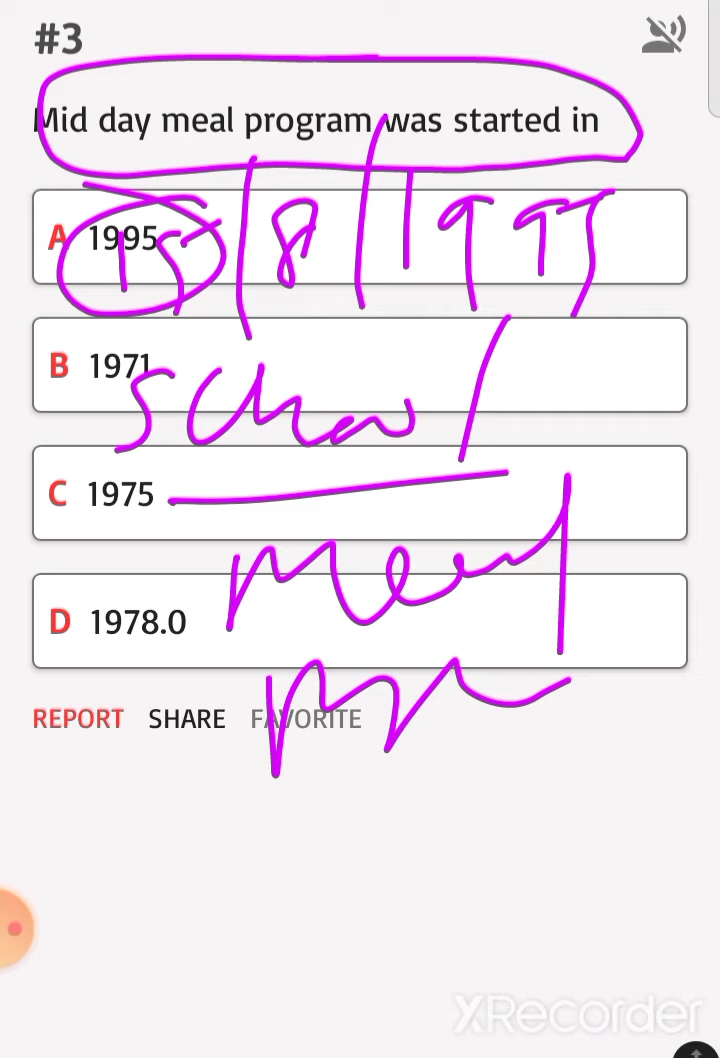 #3
Mid day meal program was started in
A 1995
15/8/1995
B 1971
School
C 1975
meal
D 1978.0
REPORT SHARE FAVORITE
XRecorder